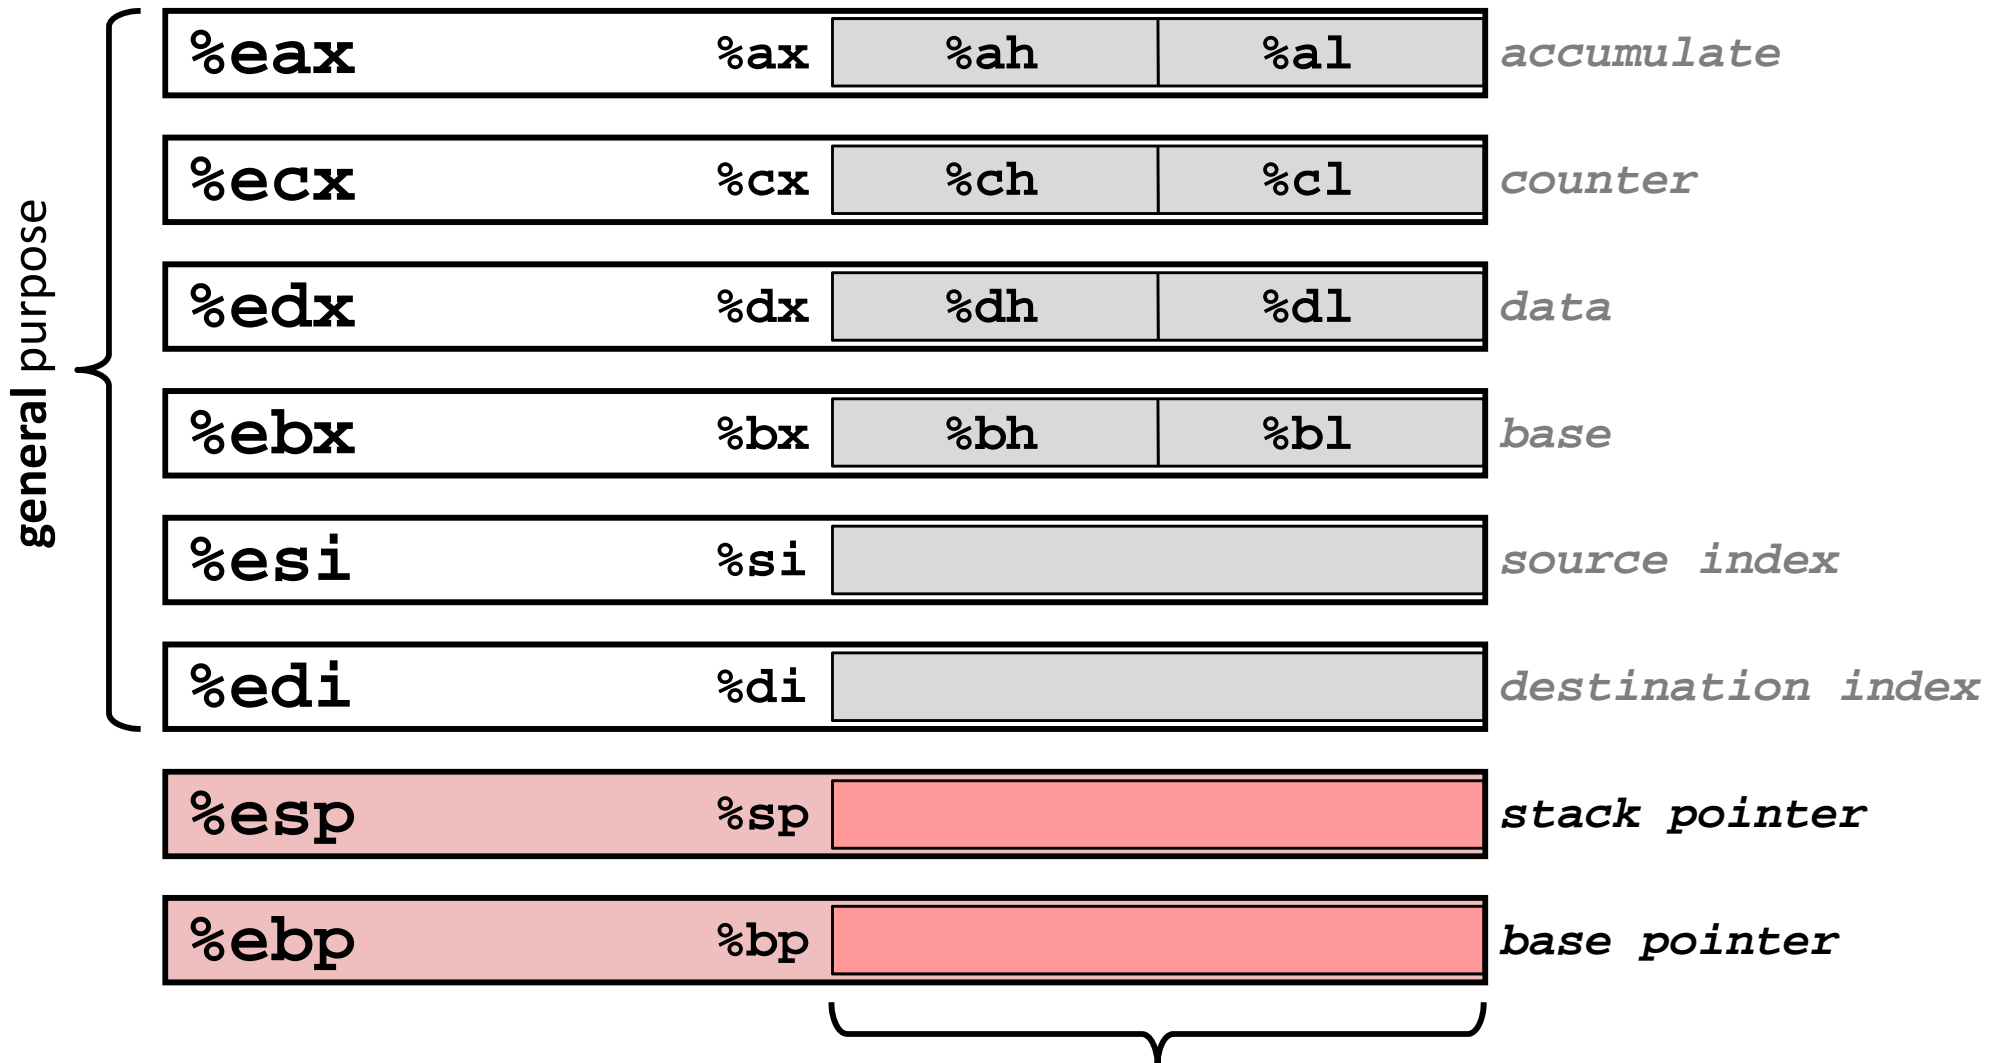 general purpose
%eax %ax %ah %al accumulate
%ecx %cx %ch %cl counter
%edx %dx %dh %dl data
%ebx %bx %bh %bl base
%esi %si source index
%edi %di destination index
%esp %sp stack pointer
%ebp %bp base pointer